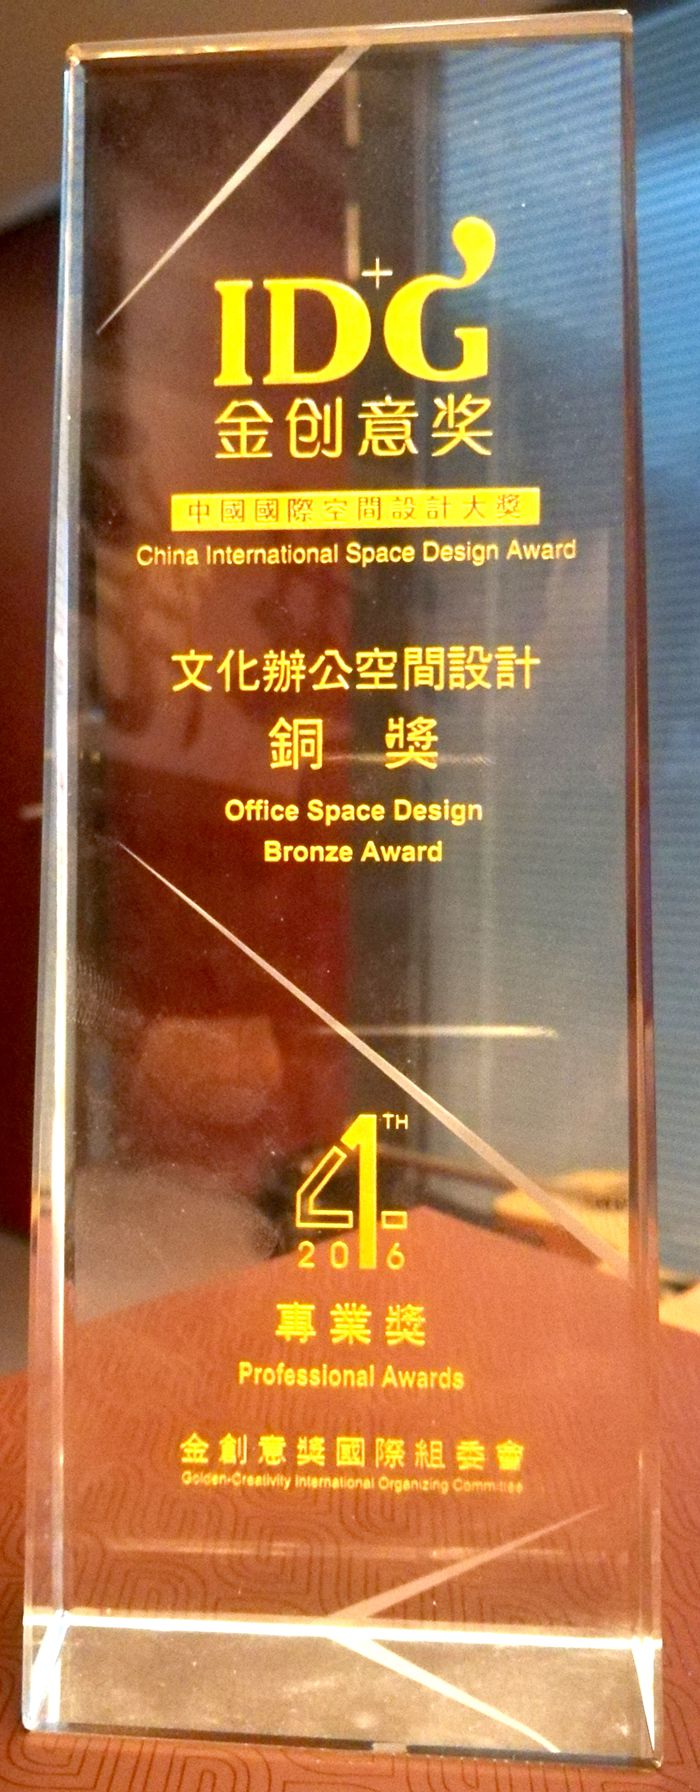 ID+G
金创意奖
中國國際空間設計大獎
China International Space Design Award
文化辦公空間設計
銅 獎
Office Space Design
Bronze Award
4TH
2016
專業獎
Professional Awards
金創意獎國際組委會
Golden-Creativity International Organizing Committee